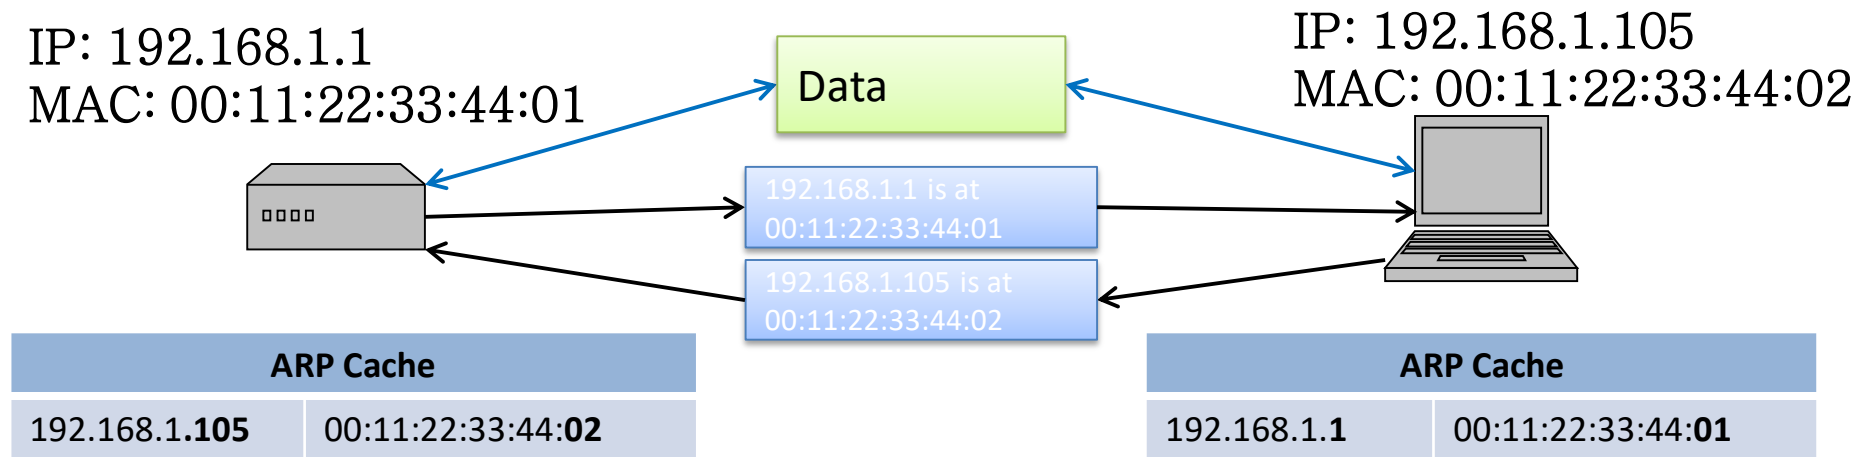 IP: 192.168.1.1
MAC: 00:11:22:33:44:01
Data
IP: 192.168.1.105
MAC: 00:11:22:33:44:02
192.168.1.1 is at
00:11:22:33:44:01
192.168.1.105 is at
00:11:22:33:44:02
ARP Cache
192.168.1.105 00:11:22:33:44:02
ARP Cache
192.168.1.1 00:11:22:33:44:01